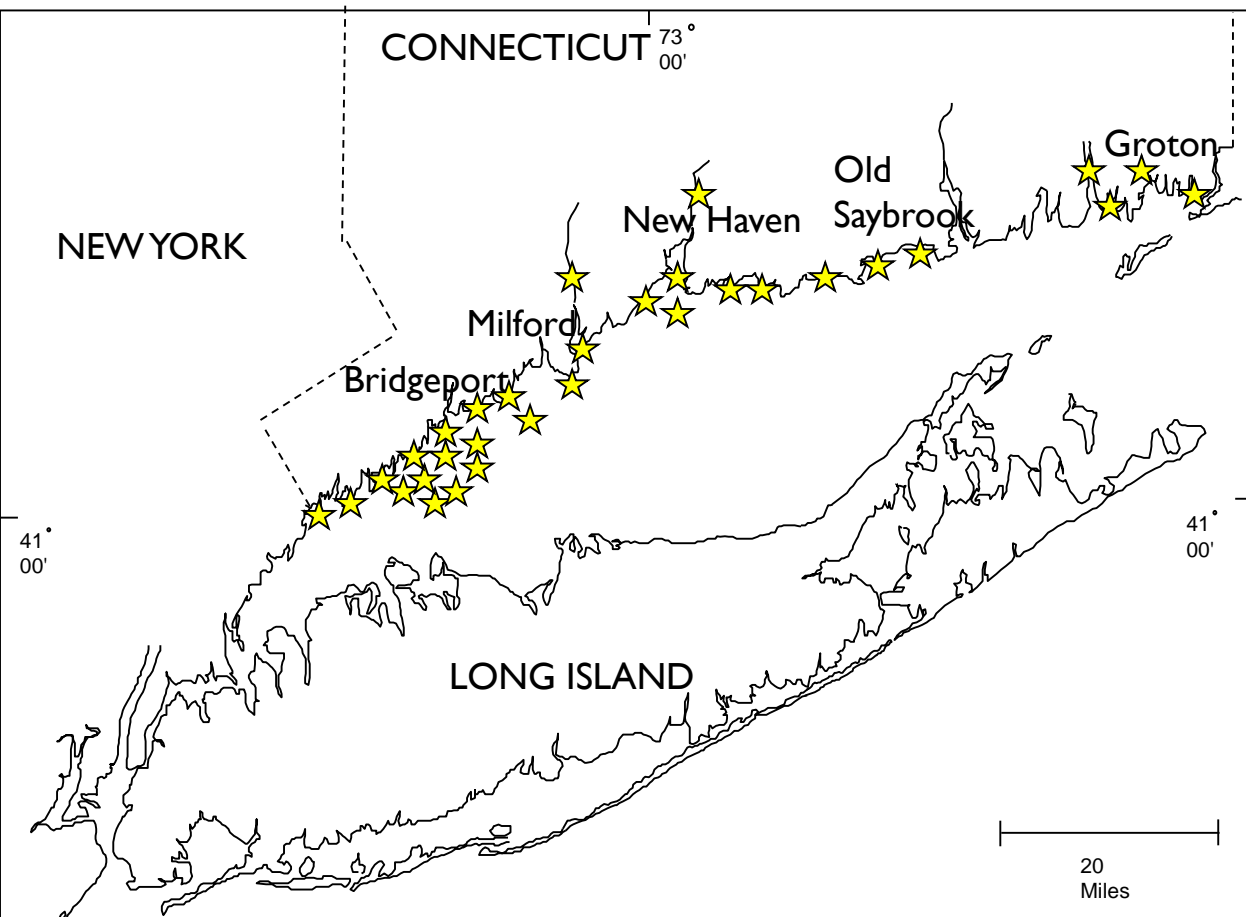 CONNECTICUT
73°
00'
Groton
Old
Saybrook
New Haven
NEW YORK
Milford
Bridgeport
41°
00'
41°
00'
LONG ISLAND
20
Miles